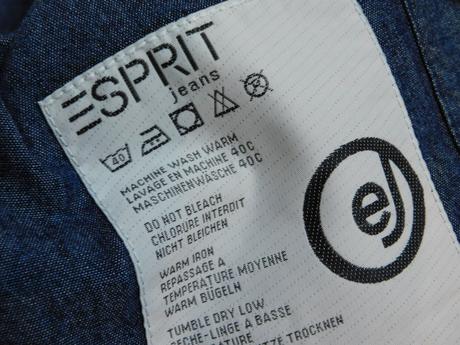 ESPRIT
jeans
40
MACHINE WASH WARM
LAVAGE EN MACHINE 40C
MASCHINENWÄSCHE 40C
DO NOT BLEACH
CHLORURE INTERDIT
NICHT BLEICHEN
WARM IRON
REPASSAGE A
TEMPERATURE MOYENNE
WARM BÜGELN
TUMBLE DRY LOW
SECHE-LINGE A BASSE
TROCKNEN
ej